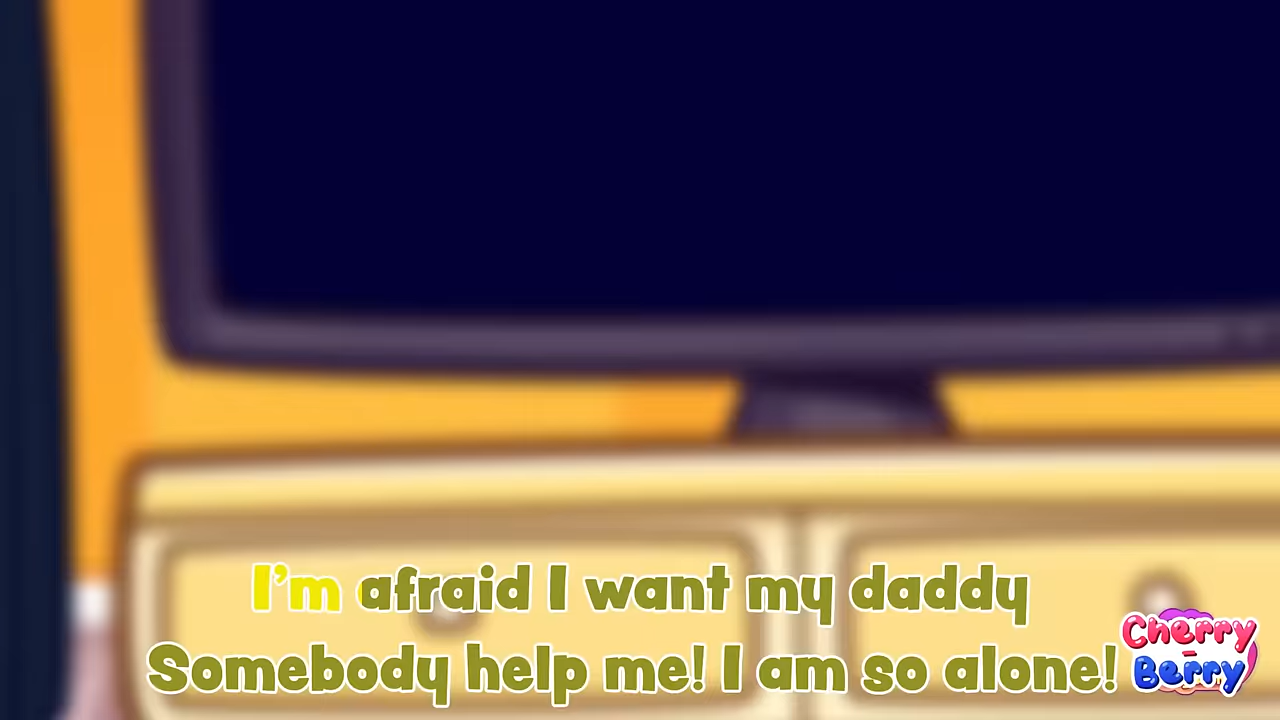 I'm afraid I want my daddy
Somebody help me! I am so alone!
Cherry
-
Berry